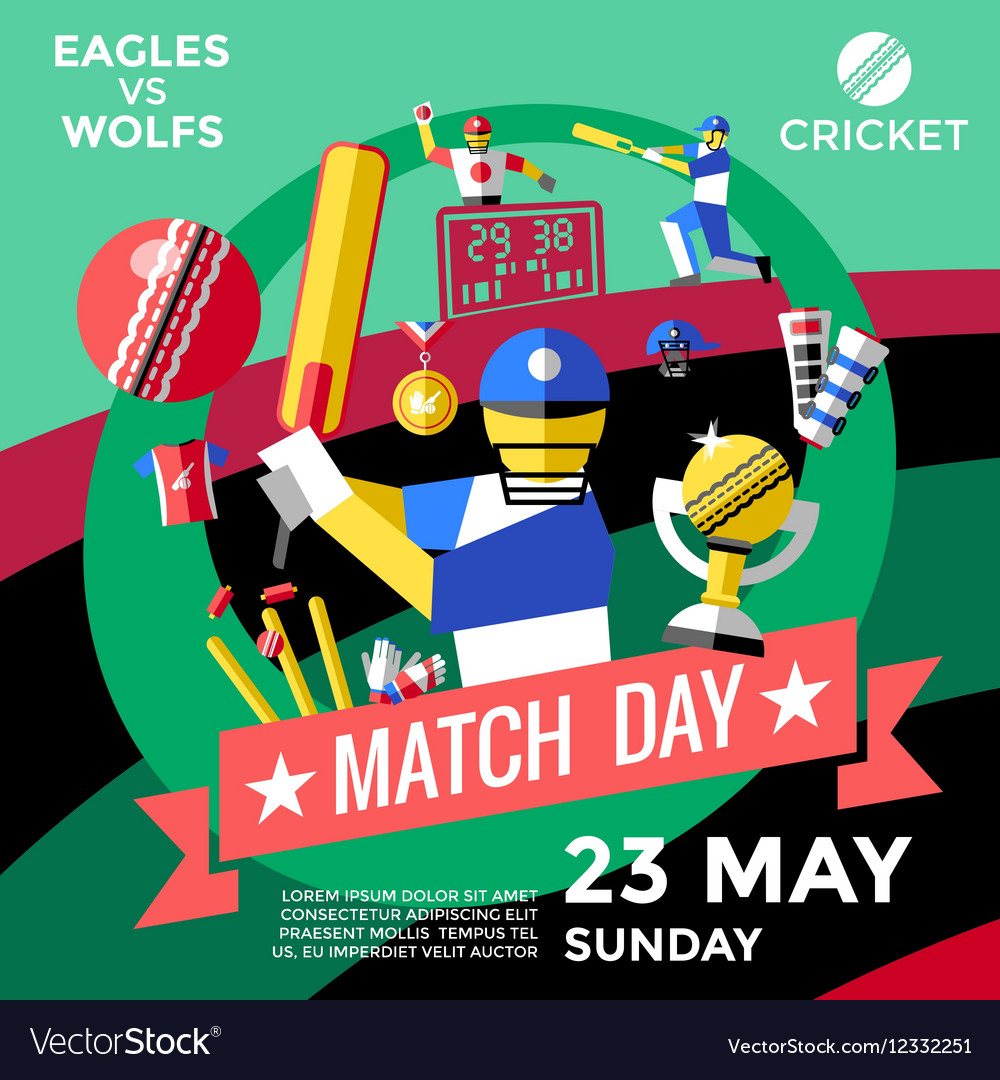 EAGLES
VS
WOLFS
CRICKET
29 38
MATCH DAY
LOREM IPSUM DOLOR SIT AMET
CONSECTETUR ADIPISCING ELIT
PRAESENT MOLLIS TEMPUS TEL
US, EU IMPERDIET VELIT AUCTOR
23 MAY
SUNDAY
VectorStock®
VectorStock.com/12332251